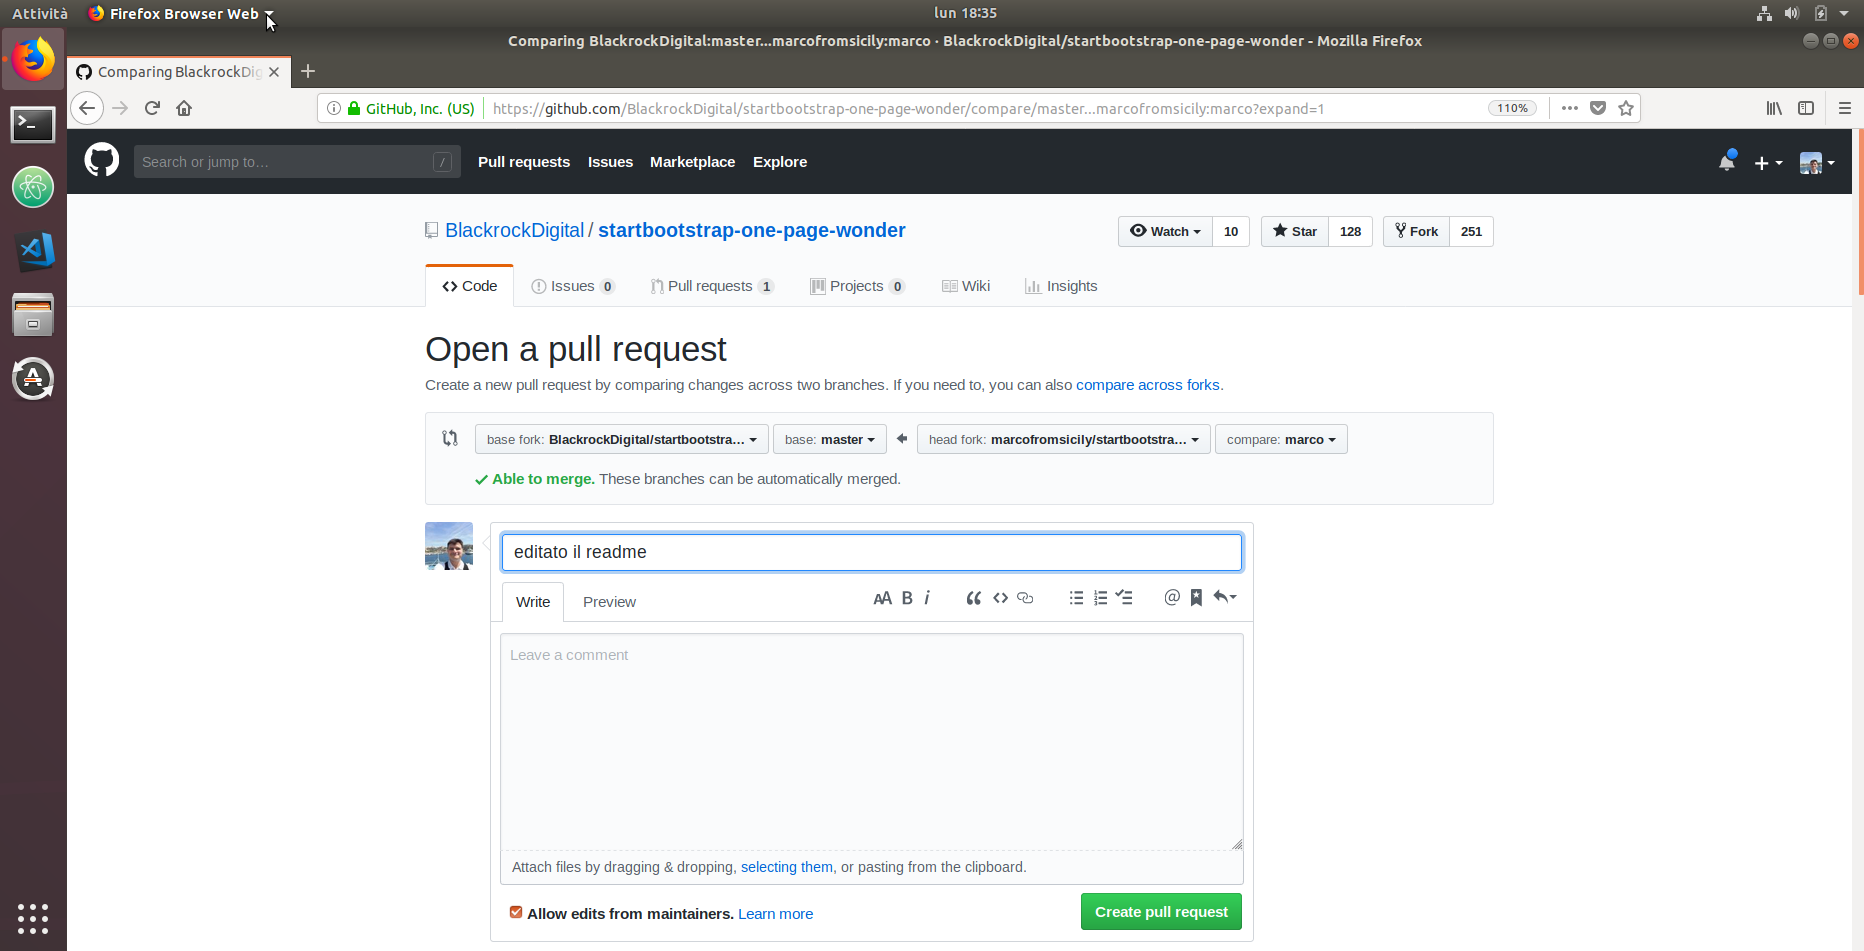 Attività
Firefox Browser Web
lun 18:35
Comparing BlackrockDigital:master...marcofromsicily:marco · BlackrockDigital/startbootstrap-one-page-wonder - Mozilla Firefox
Comparing BlackrockDig
GitHub, Inc. (US)
https://github.com/BlackrockDigital/startbootstrap-one-page-wonder/compare/master...marcofromsicily:marco?expand=1
110%
Search or jump to…
/
Pull requests
Issues
Marketplace
Explore
BlackrockDigital / startbootstrap-one-page-wonder
Watch 10
Star 128
Fork 251
Code
Issues 0
Pull requests 1
Projects 0
Wiki
Insights
Open a pull request
Create a new pull request by comparing changes across two branches. If you need to, you can also compare across forks.
base fork: BlackrockDigital/startbootstra…
base: master
head fork: marcofromsicily/startbootstra…
compare: marco
Able to merge. These branches can be automatically merged.
editato il readme
Write
Preview
Leave a comment
Attach files by dragging & dropping, selecting them, or pasting from the clipboard.
Allow edits from maintainers. Learn more
Create pull request